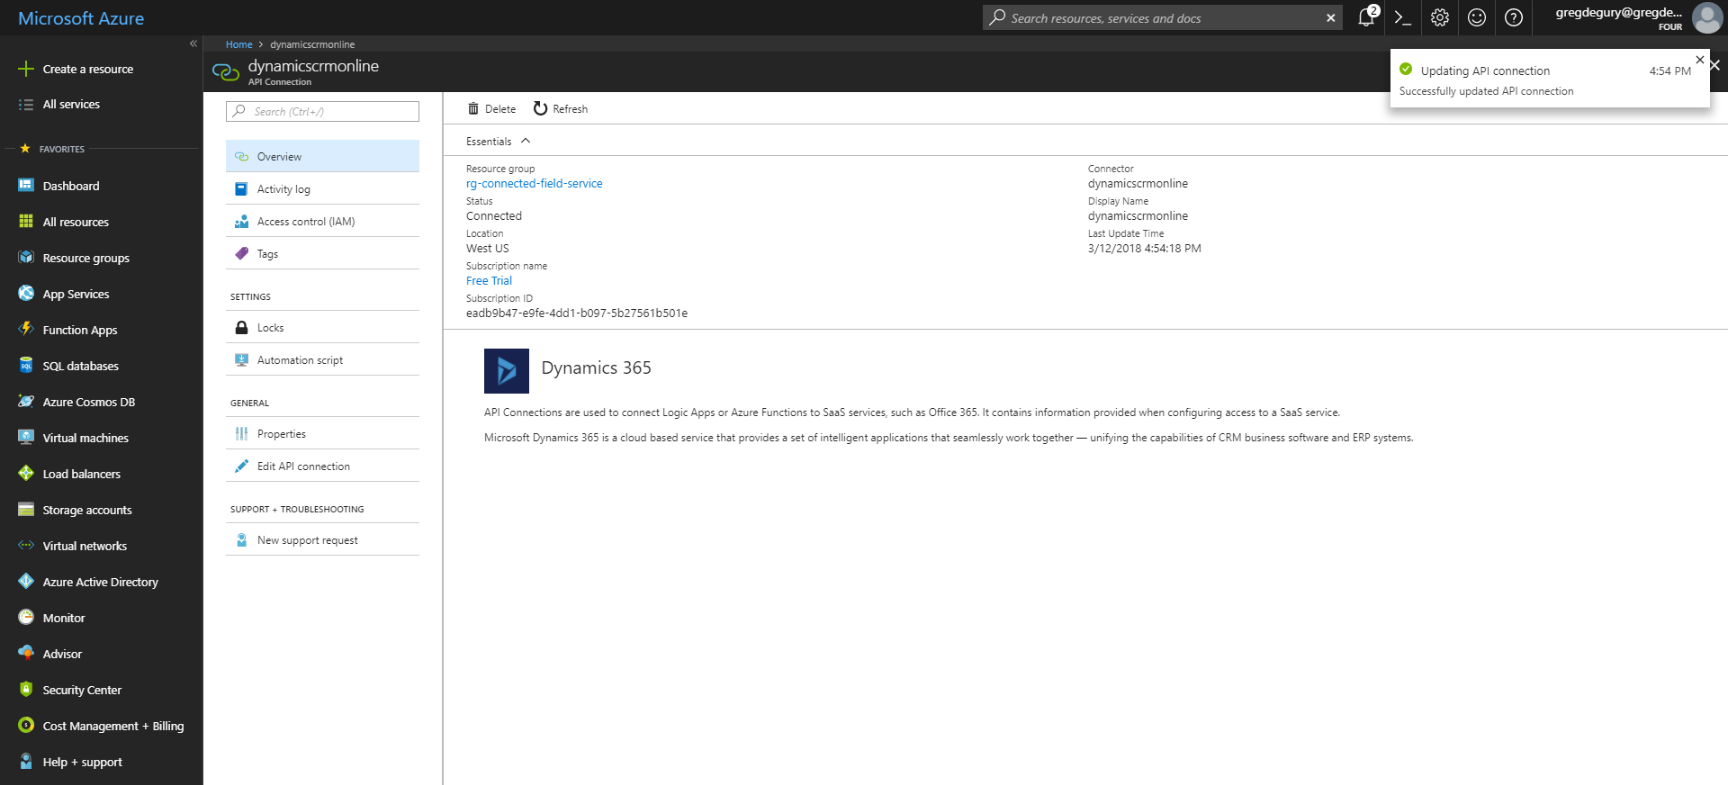 Microsoft Azure
Search resources, services and docs
2
gregdegury@gregde...
FOUR
Home > dynamicscrmonline
dynamicscrmonline
API Connection
Updating API connection 4:54 PM
Successfully updated API connection
Create a resource
All services
FAVORITES
Dashboard
All resources
Resource groups
App Services
Function Apps
SQL databases
Azure Cosmos DB
Virtual machines
Load balancers
Storage accounts
Virtual networks
Azure Active Directory
Monitor
Advisor
Security Center
Cost Management + Billing
Help + support
Search (Ctrl+/)
Overview
Activity log
Access control (IAM)
Tags
SETTINGS
Locks
Automation script
GENERAL
Properties
Edit API connection
SUPPORT + TROUBLESHOOTING
New support request
Delete Refresh
Essentials
Resource group
rg-connected-field-service
Status
Connected
Location
West US
Subscription name
Free Trial
Subscription ID
eadb9b47-e9fe-4dd1-b097-5b27561b501e
Connector
dynamicscrmonline
Display Name
dynamicscrmonline
Last Update Time
3/12/2018 4:54:18 PM
Dynamics 365
API Connections are used to connect Logic Apps or Azure Functions to SaaS services, such as Office 365. It contains information provided when configuring access to a SaaS service.
Microsoft Dynamics 365 is a cloud based service that provides a set of intelligent applications that seamlessly work together — unifying the capabilities of CRM business software and ERP systems.